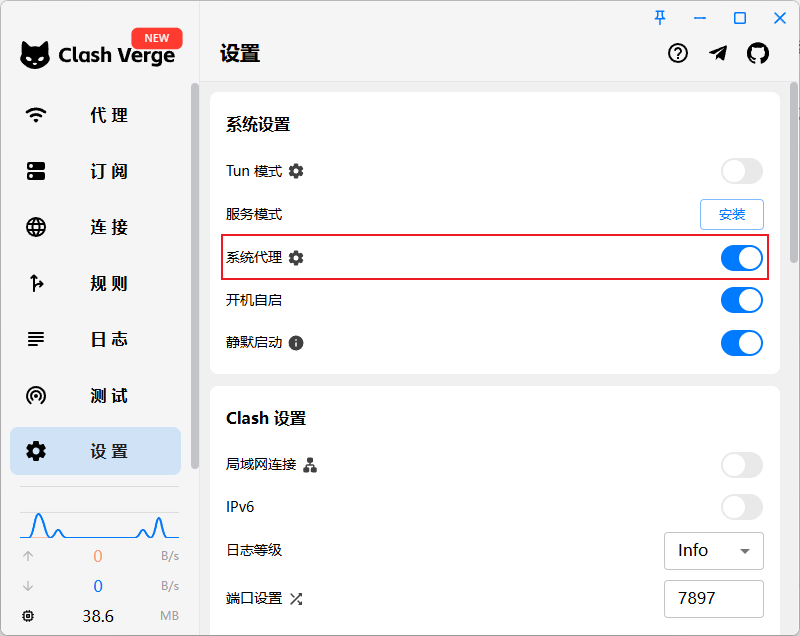 NEW
Clash Verge
代理
订阅
连接
规则
日志
测试
设置
0 B/s
0 B/s
38.6 MB
设置
系统设置
Tun 模式
服务模式 安装
系统代理
开机自启
静默启动
Clash 设置
局域网连接
IPv6
日志等级 Info
端口设置 7897